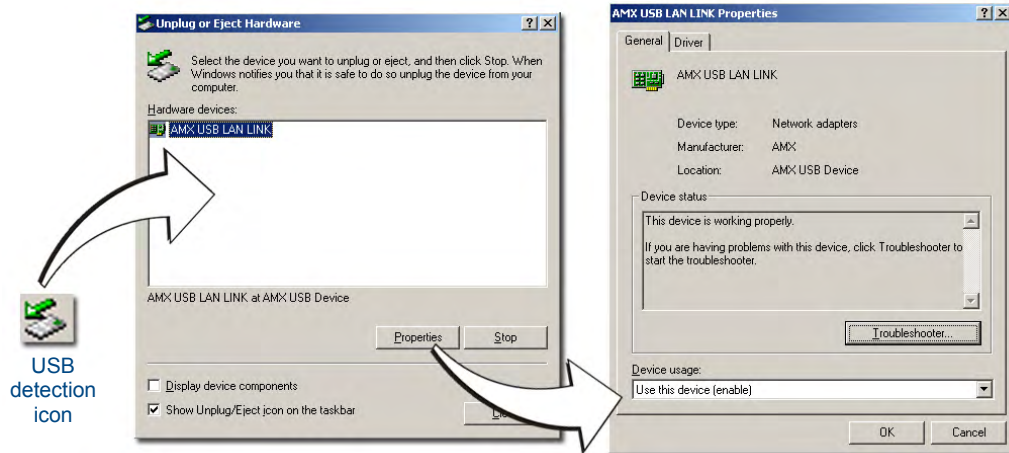 Unplug or Eject Hardware
Select the device you want to unplug or eject, and then click Stop. When
Windows notifies you that it is safe to do so unplug the device from your
computer.
Hardware devices:
AMX USB LAN LINK
AMX USB LAN LINK at AMX USB Device
Properties
Stop
Display device components
Show Unplug/Eject icon on the taskbar
USB
detection
icon
AMX USB LAN LINK Properties
General
Driver
AMX USB LAN LINK
Device type: Network adapters
Manufacturer: AMX
Location: AMX USB Device
Device status
This device is working properly.
If you are having problems with this device, click Troubleshooter to
start the troubleshooter.
Troubleshooter...
Device usage:
Use this device (enable)
OK
Cancel